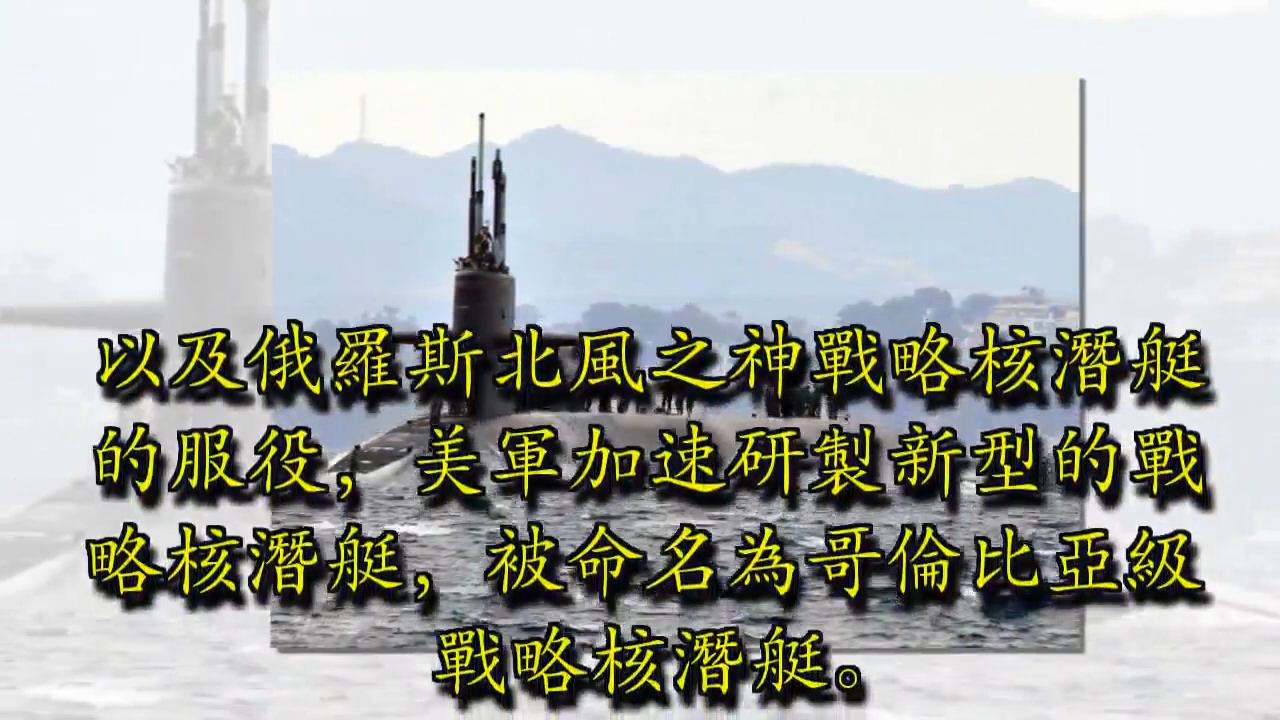 以及俄羅斯北風之神戰略核潛艇
的服役，美軍加速研製新型的戰
略核潛艇，被命名為哥倫比亞級
戰略核潛艇。